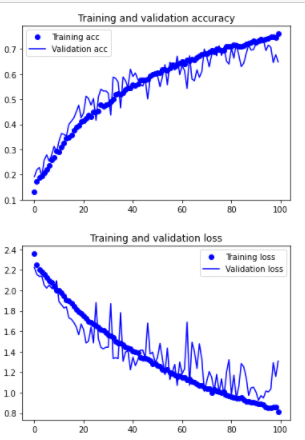 Training and validation accuracy
Training acc
Validation acc
0.7
0.6
0.5
0.4
0.3
0.2
0.1
0 20 40 60 80 100
Training and validation loss
Training loss
Validation loss
2.4
2.2
2.0
1.8
1.6
1.4
1.2
1.0
0.8
0 20 40 60 80 100